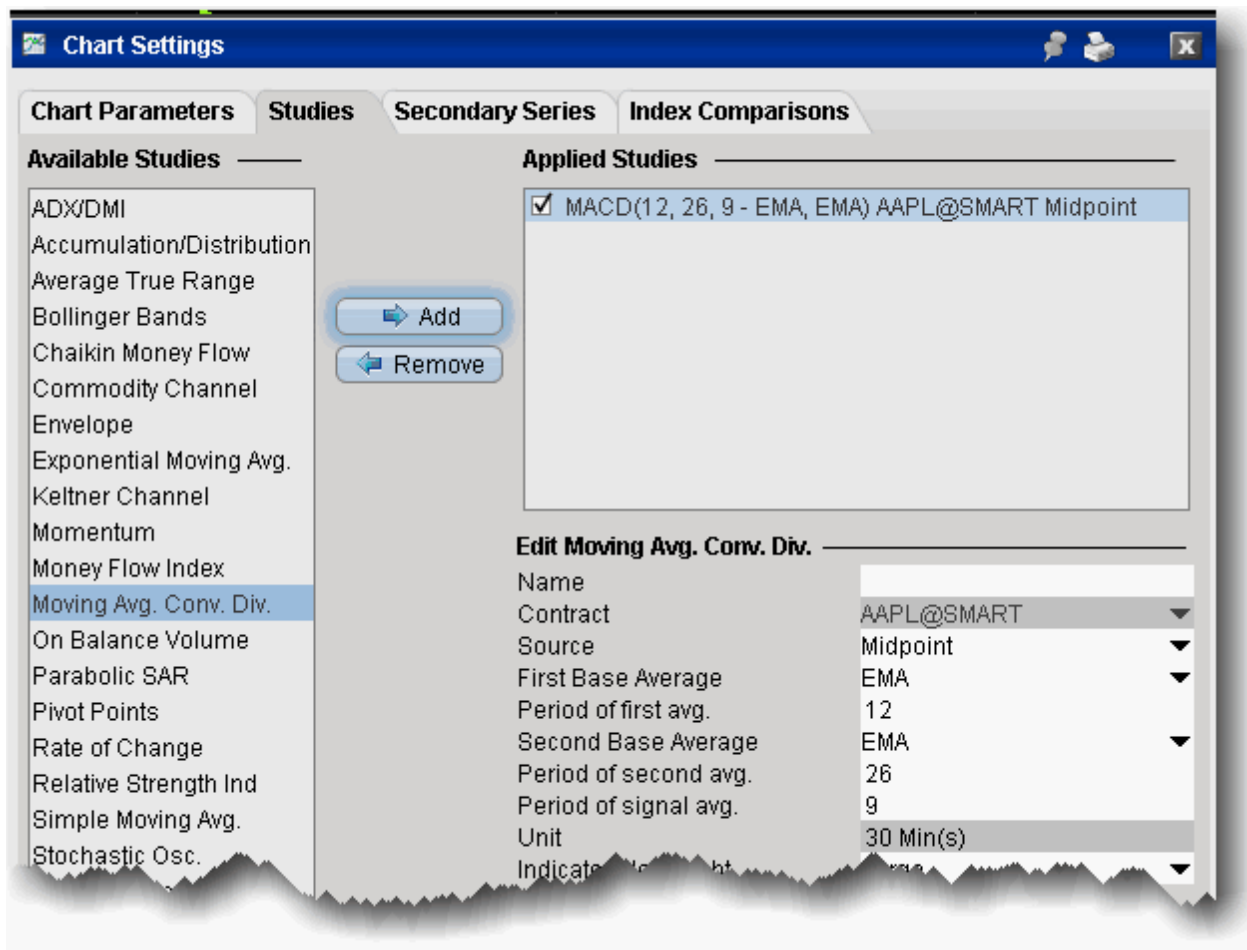 Chart Settings
Chart Parameters Studies Secondary Series Index Comparisons
Available Studies
ADX/DMI
Accumulation/Distribution
Average True Range
Bollinger Bands
Chaikin Money Flow
Commodity Channel
Envelope
Exponential Moving Avg.
Keltner Channel
Momentum
Money Flow Index
Moving Avg. Conv. Div.
On Balance Volume
Parabolic SAR
Pivot Points
Rate of Change
Relative Strength Ind
Simple Moving Avg.
Stochastic Osc.
Add
Remove
Applied Studies
MACD(12, 26, 9 - EMA, EMA) AAPL@SMART Midpoint
Edit Moving Avg. Conv. Div.
Name
Contract AAPL@SMART
Source Midpoint
First Base Average EMA
Period of first avg. 12
Second Base Average EMA
Period of second avg. 26
Period of signal avg. 9
Unit 30 Min(s)